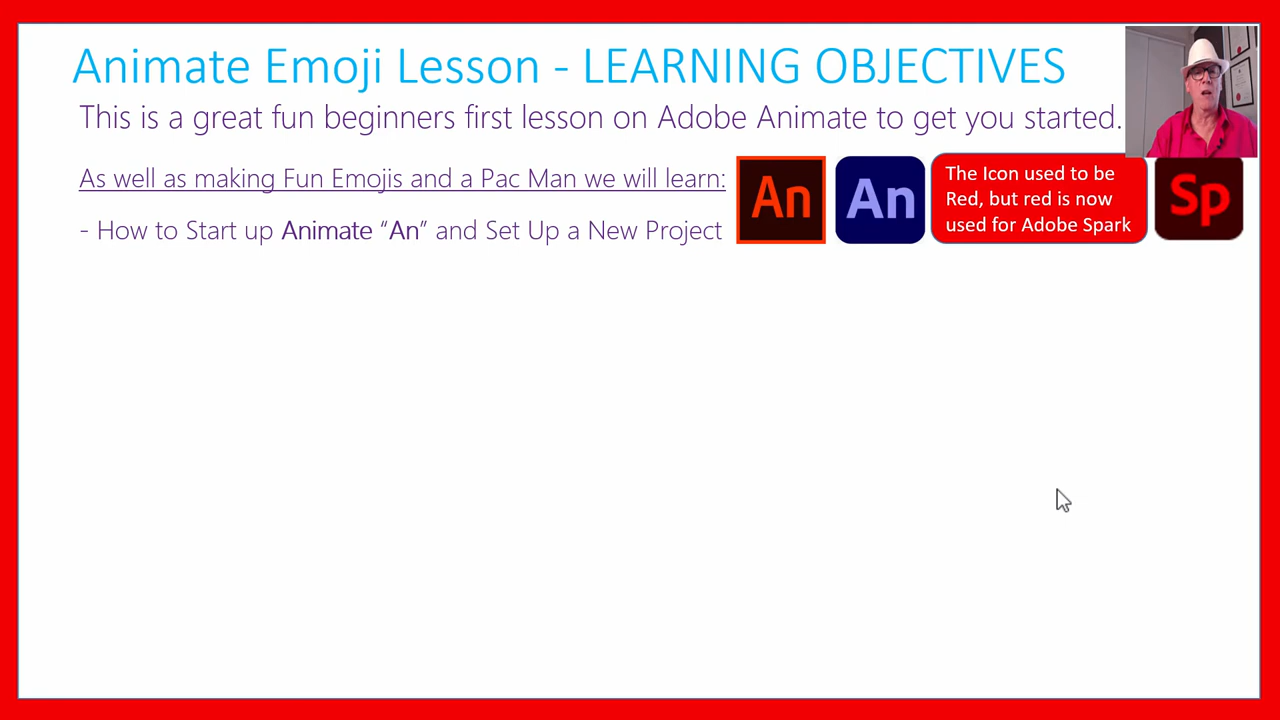 Animate Emoji Lesson - LEARNING OBJECTIVES
This is a great fun beginners first lesson on Adobe Animate to get you started.
As well as making Fun Emojis and a Pac Man we will learn:
- How to Start up Animate “An” and Set Up a New Project
An
An
The Icon used to be
Red, but red is now
used for Adobe Spark
Sp